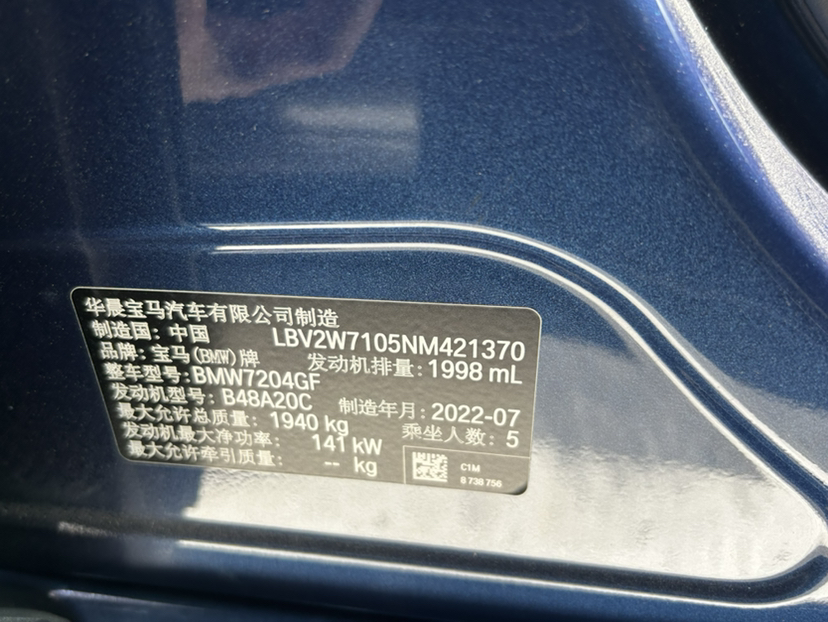 华晨宝马汽车有限公司制造
制造国: 中国 LBV2W7105NM421370
品牌: 宝马(BMW)牌 发动机排量: 1998 mL
整车型号: BMW7204GF
发动机型号: B48A20C 制造年月: 2022-07
最大允许总质量: 1940 kg 乘坐人数: 5
发动机最大净功率: 141 kW
最大允许牵引质量: -- kg
C1M
8 738 756